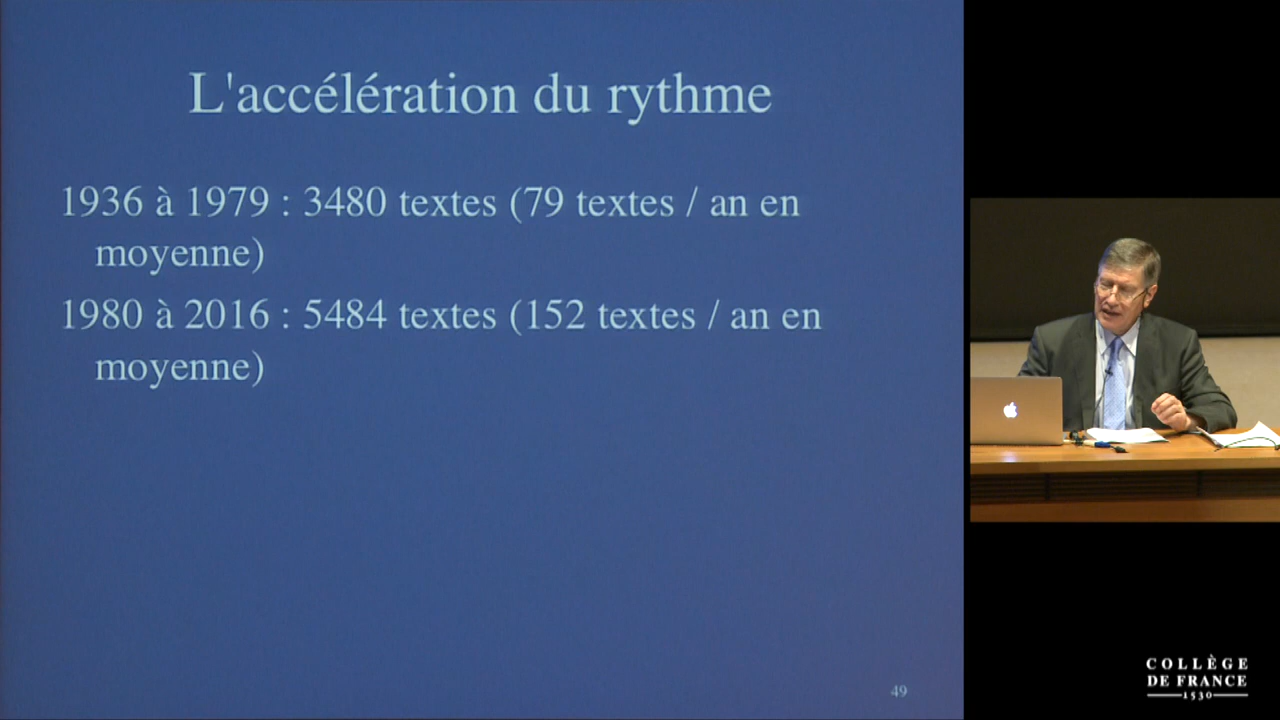 L'accélération du rythme
1936 à 1979 : 3480 textes (79 textes / an en
moyenne)
1980 à 2016 : 5484 textes (152 textes / an en
moyenne)
49
COLLÈGE
DE FRANCE
1530